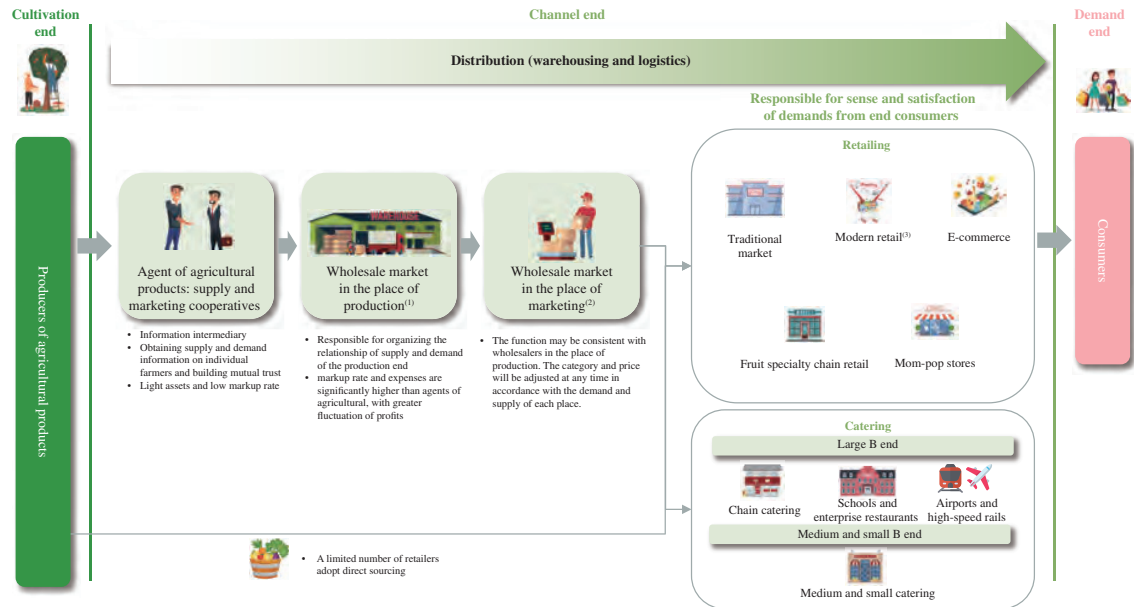 Cultivation
end
Channel end
Demand
end
Distribution (warehousing and logistics)
Responsible for sense and satisfaction
of demands from end consumers
Producers of agricultural products
Agent of agricultural
products: supply and
marketing cooperatives
• Information intermediary
• Obtaining supply and demand
information on individual
farmers and building mutual trust
• Light assets and low markup rate
WAREHOUSE
Wholesale market
in the place of
production(1)
• Responsible for organizing the
relationship of supply and demand
of the production end
• markup rate and expenses are
significantly higher than agents of
agricultural, with greater
fluctuation of profits
Wholesale market
in the place of
marketing(2)
• The function may be consistent with
wholesalers in the place of
production. The category and price
will be adjusted at any time in
accordance with the demand and
supply of each place.
Retailing
Traditional
market
Modern retail(3)
E-commerce
Fruit specialty chain retail
Mom-pop stores
Catering
Large B end
Chain catering
Schools and
enterprise restaurants
Airports and
high-speed rails
Medium and small B end
Medium and small catering
• A limited number of retailers
adopt direct sourcing
Consumers